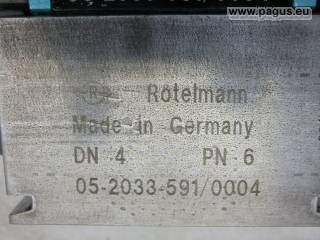 www.pagus.eu
Rötelmann
Made in Germany
DN 4 PN 6
05-2033-591/0004